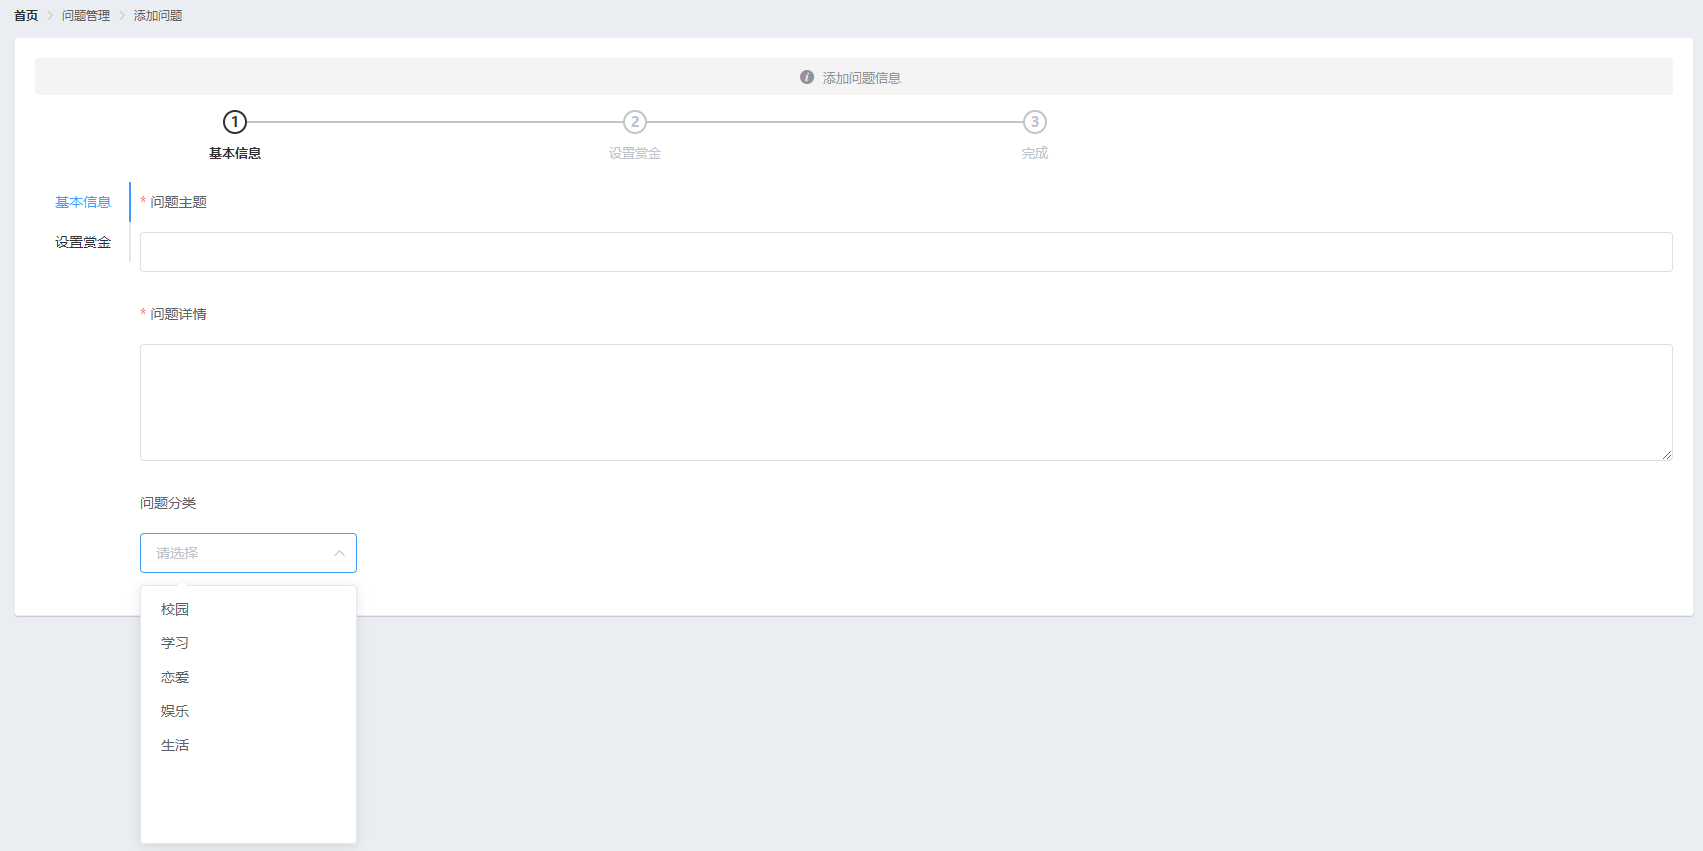 首页 > 问题管理 > 添加问题
添加问题信息
1 2 3
基本信息 设置赏金 完成
基本信息
设置赏金
* 问题主题
* 问题详情
问题分类
请选择
校园
学习
恋爱
娱乐
生活